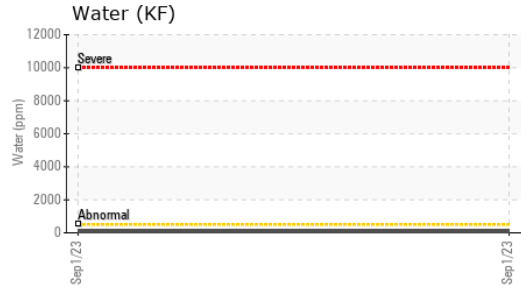 Water (KF)
12000
10000
8000
6000
4000
2000
0
Water (ppm)
Severe
Abnormal
Sep1/23
Sep1/23